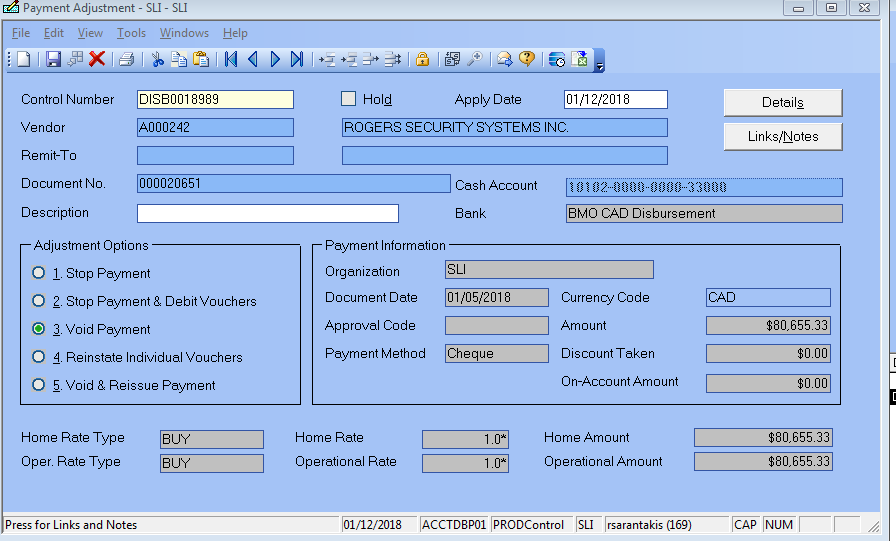 Payment Adjustment - SLI - SLI
File Edit View Tools Windows Help
Control Number DISB0018989 Hold Apply Date 01/12/2018 Details
Vendor A000242 ROGERS SECURITY SYSTEMS INC. Links/Notes
Remit-To
Document No. 000020651 Cash Account 10102-0000-0000-33000
Description Bank BMO CAD Disbursement
Adjustment Options
1. Stop Payment
2. Stop Payment & Debit Vouchers
3. Void Payment
4. Reinstate Individual Vouchers
5. Void & Reissue Payment
Payment Information
Organization SLI
Document Date 01/05/2018 Currency Code CAD
Approval Code Amount $80,655.33
Payment Method Cheque Discount Taken $0.00
On-Account Amount $0.00
Home Rate Type BUY Home Rate 1.0* Home Amount $80,655.33
Oper. Rate Type BUY Operational Rate 1.0* Operational Amount $80,655.33
Press for Links and Notes 01/12/2018 ACCTDBP01 PRODControl SLI rsarantakis (169) CAP NUM